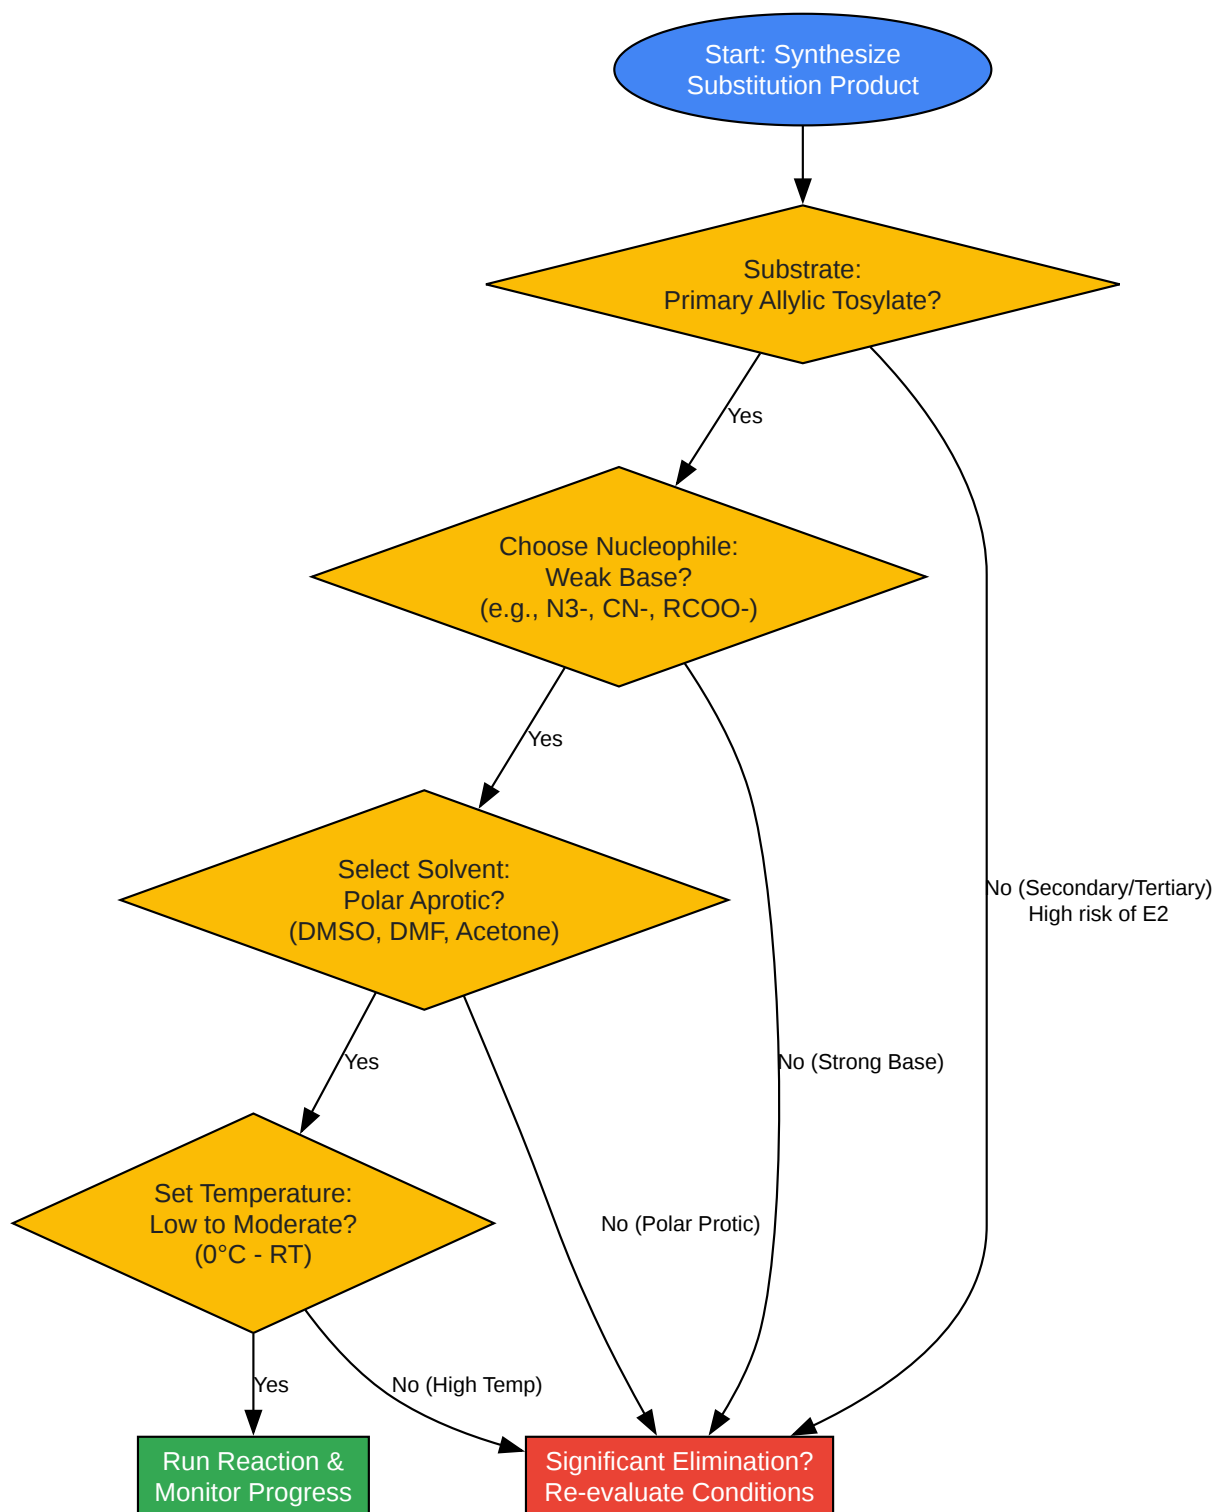 Start: Synthesize
Substitution Product
Substrate:
Primary Allylic Tosylate?
Yes
Choose Nucleophile:
Weak Base?
(e.g., N3-, CN-, RCOO-)
Yes
Select Solvent:
Polar Aprotic?
(DMSO, DMF, Acetone)
No (Secondary/Tertiary)
High risk of E2
Yes
No (Strong Base)
Set Temperature:
Low to Moderate?
(0°C - RT)
No (Polar Protic)
Yes
No (High Temp)
Run Reaction &
Monitor Progress
Significant Elimination?
Re-evaluate Conditions